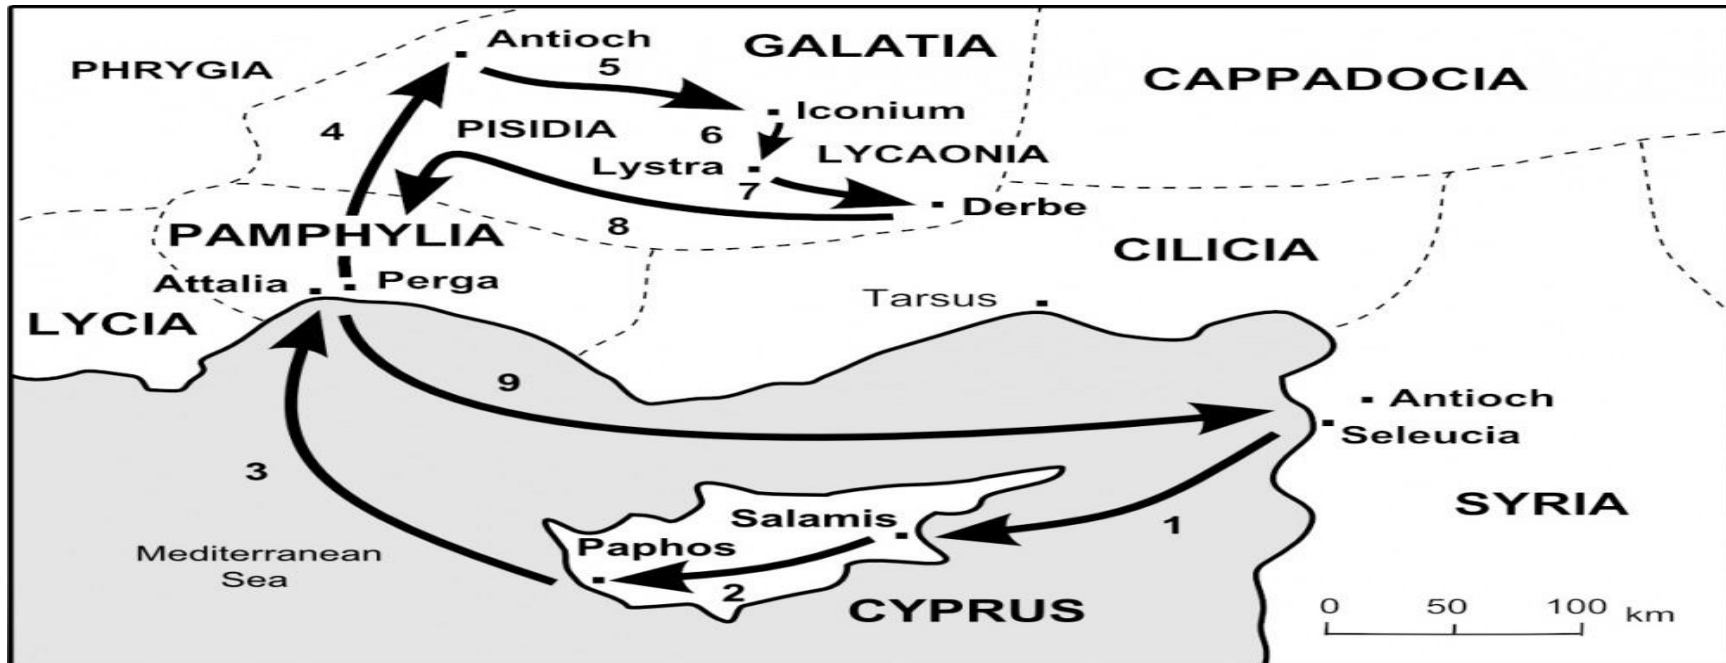 Antioch
GALATIA
PHRYGIA
5
CAPPADOCIA
4
PISIDIA
6
Iconium
Lystra
LYCAONIA
7
Derbe
8
PAMPHYLIA
CILICIA
Attalia
Perga
Tarsus
LYCIA
9
Antioch
Seleucia
3
SYRIA
Salamis
1
Mediterranean
Sea
Paphos
2
CYPRUS
0 50 100 km